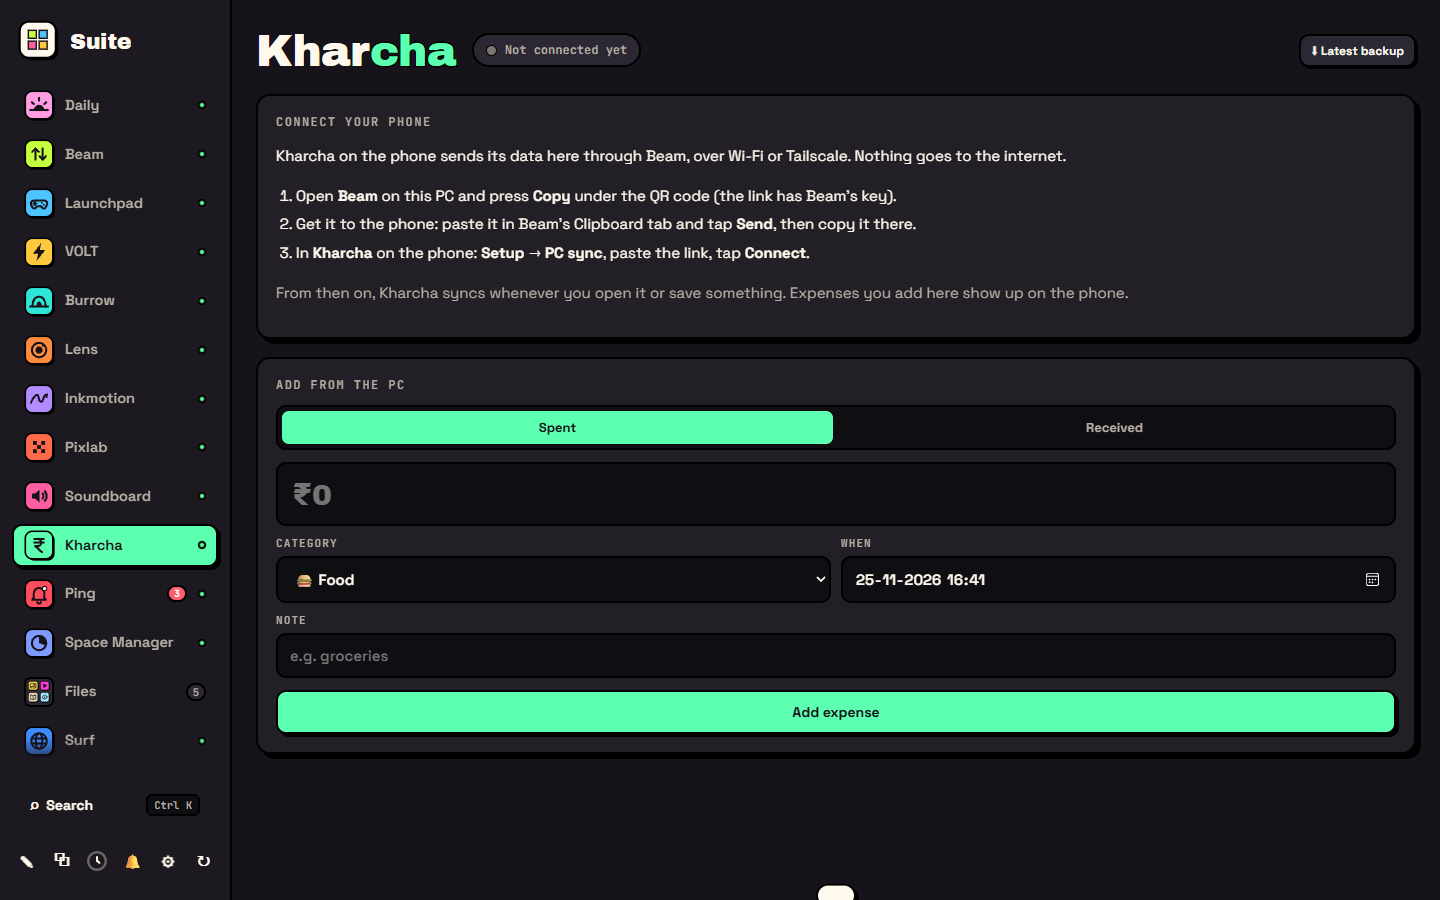 Suite
Daily
Beam
Launchpad
VOLT
Burrow
Lens
Inkmotion
Pixlab
Soundboard
Kharcha
Ping 3
Space Manager
Files 5
Surf
Search Ctrl K
Kharcha
Not connected yet
⬇ Latest backup
CONNECT YOUR PHONE
Kharcha on the phone sends its data here through Beam, over Wi-Fi or Tailscale. Nothing goes to the internet.
1. Open Beam on this PC and press Copy under the QR code (the link has Beam's key).
2. Get it to the phone: paste it in Beam's Clipboard tab and tap Send, then copy it there.
3. In Kharcha on the phone: Setup → PC sync, paste the link, tap Connect.
From then on, Kharcha syncs whenever you open it or save something. Expenses you add here show up on the phone.
ADD FROM THE PC
Spent Received
₹0
CATEGORY WHEN
🍔 Food 25-11-2026 16:41
NOTE
e.g. groceries
Add expense